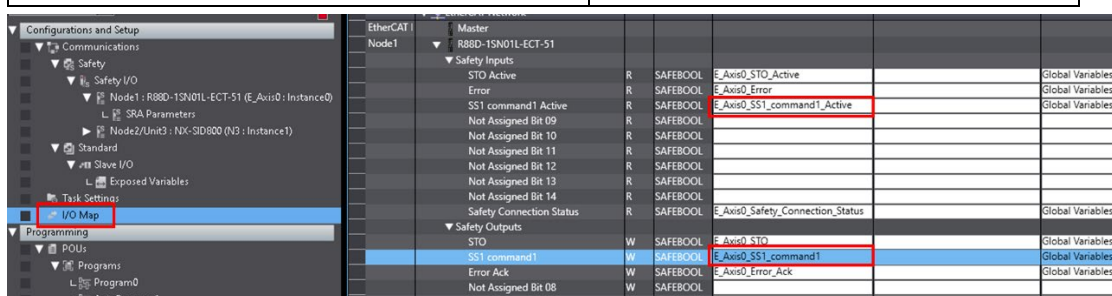 Configurations and Setup
▼ Communications
▼ Safety
▼ Safety I/O
▼ Node1 : R88D-1SN01L-ECT-51 (E_Axis0 : Instance0)
L SRA Parameters
▶ Node2/Unit3 : NX-SID800 (N3 : Instance1)
▼ Standard
▼ Slave I/O
L Exposed Variables
Task Settings
I/O Map
Programming
▼ POUs
▼ Programs
L Program0
▼ EtherCAT Network
EtherCAT I Master
Node1 ▼ R88D-1SN01L-ECT-51
▼ Safety Inputs
STO Active R SAFEBOOL E_Axis0_STO_Active Global Variables
Error R SAFEBOOL E_Axis0_Error Global Variables
SS1 command1 Active R SAFEBOOL E_Axis0_SS1_command1_Active Global Variables
Not Assigned Bit 09 R SAFEBOOL
Not Assigned Bit 10 R SAFEBOOL
Not Assigned Bit 11 R SAFEBOOL
Not Assigned Bit 12 R SAFEBOOL
Not Assigned Bit 13 R SAFEBOOL
Not Assigned Bit 14 R SAFEBOOL
Safety Connection Status R SAFEBOOL E_Axis0_Safety_Connection_Status Global Variables
▼ Safety Outputs
STO W SAFEBOOL E_Axis0_STO Global Variables
SS1 command1 W SAFEBOOL E_Axis0_SS1_command1 Global Variables
Error Ack W SAFEBOOL E_Axis0_Error_Ack Global Variables
Not Assigned Bit 08 W SAFEBOOL